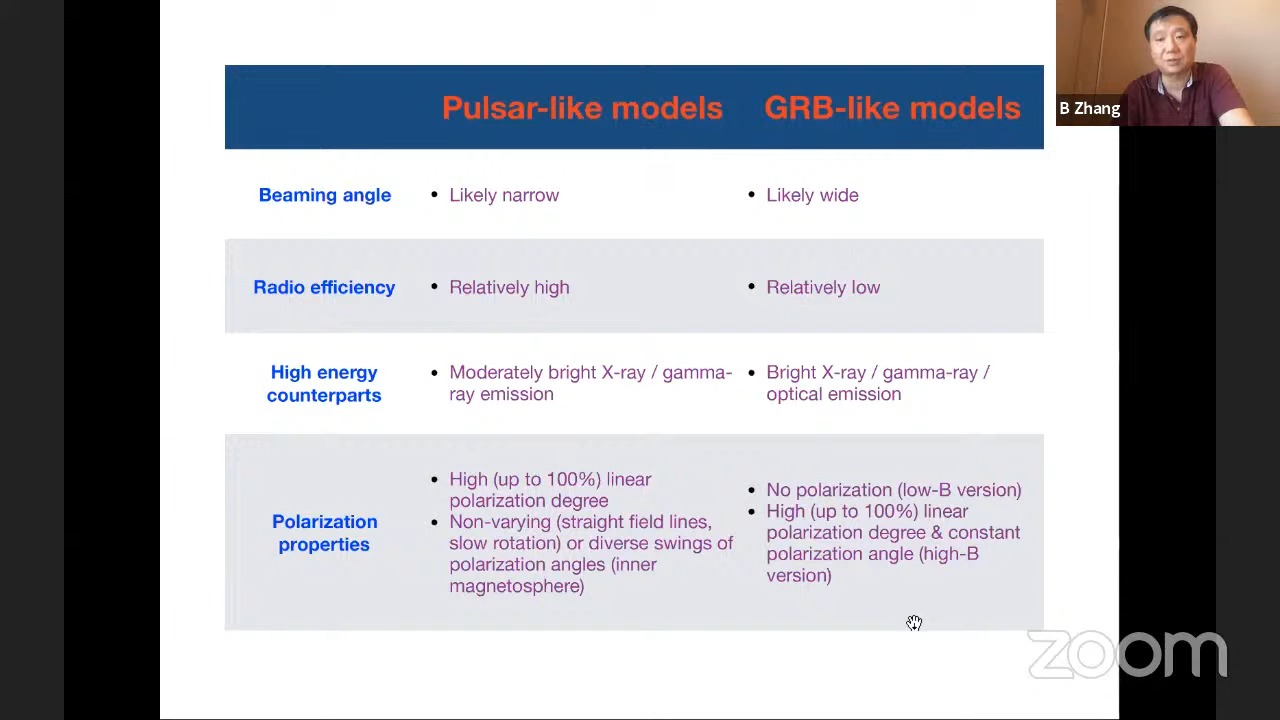 Pulsar-like models
GRB-like models
B Zhang
Beaming angle
• Likely narrow
• Likely wide
Radio efficiency
• Relatively high
• Relatively low
High energy
counterparts
• Moderately bright X-ray / gamma-
ray emission
• Bright X-ray / gamma-ray /
optical emission
Polarization
properties
• High (up to 100%) linear
polarization degree
• Non-varying (straight field lines,
slow rotation) or diverse swings of
polarization angles (inner
magnetosphere)
• No polarization (low-B version)
• High (up to 100%) linear
polarization degree & constant
polarization angle (high-B
version)
zoom